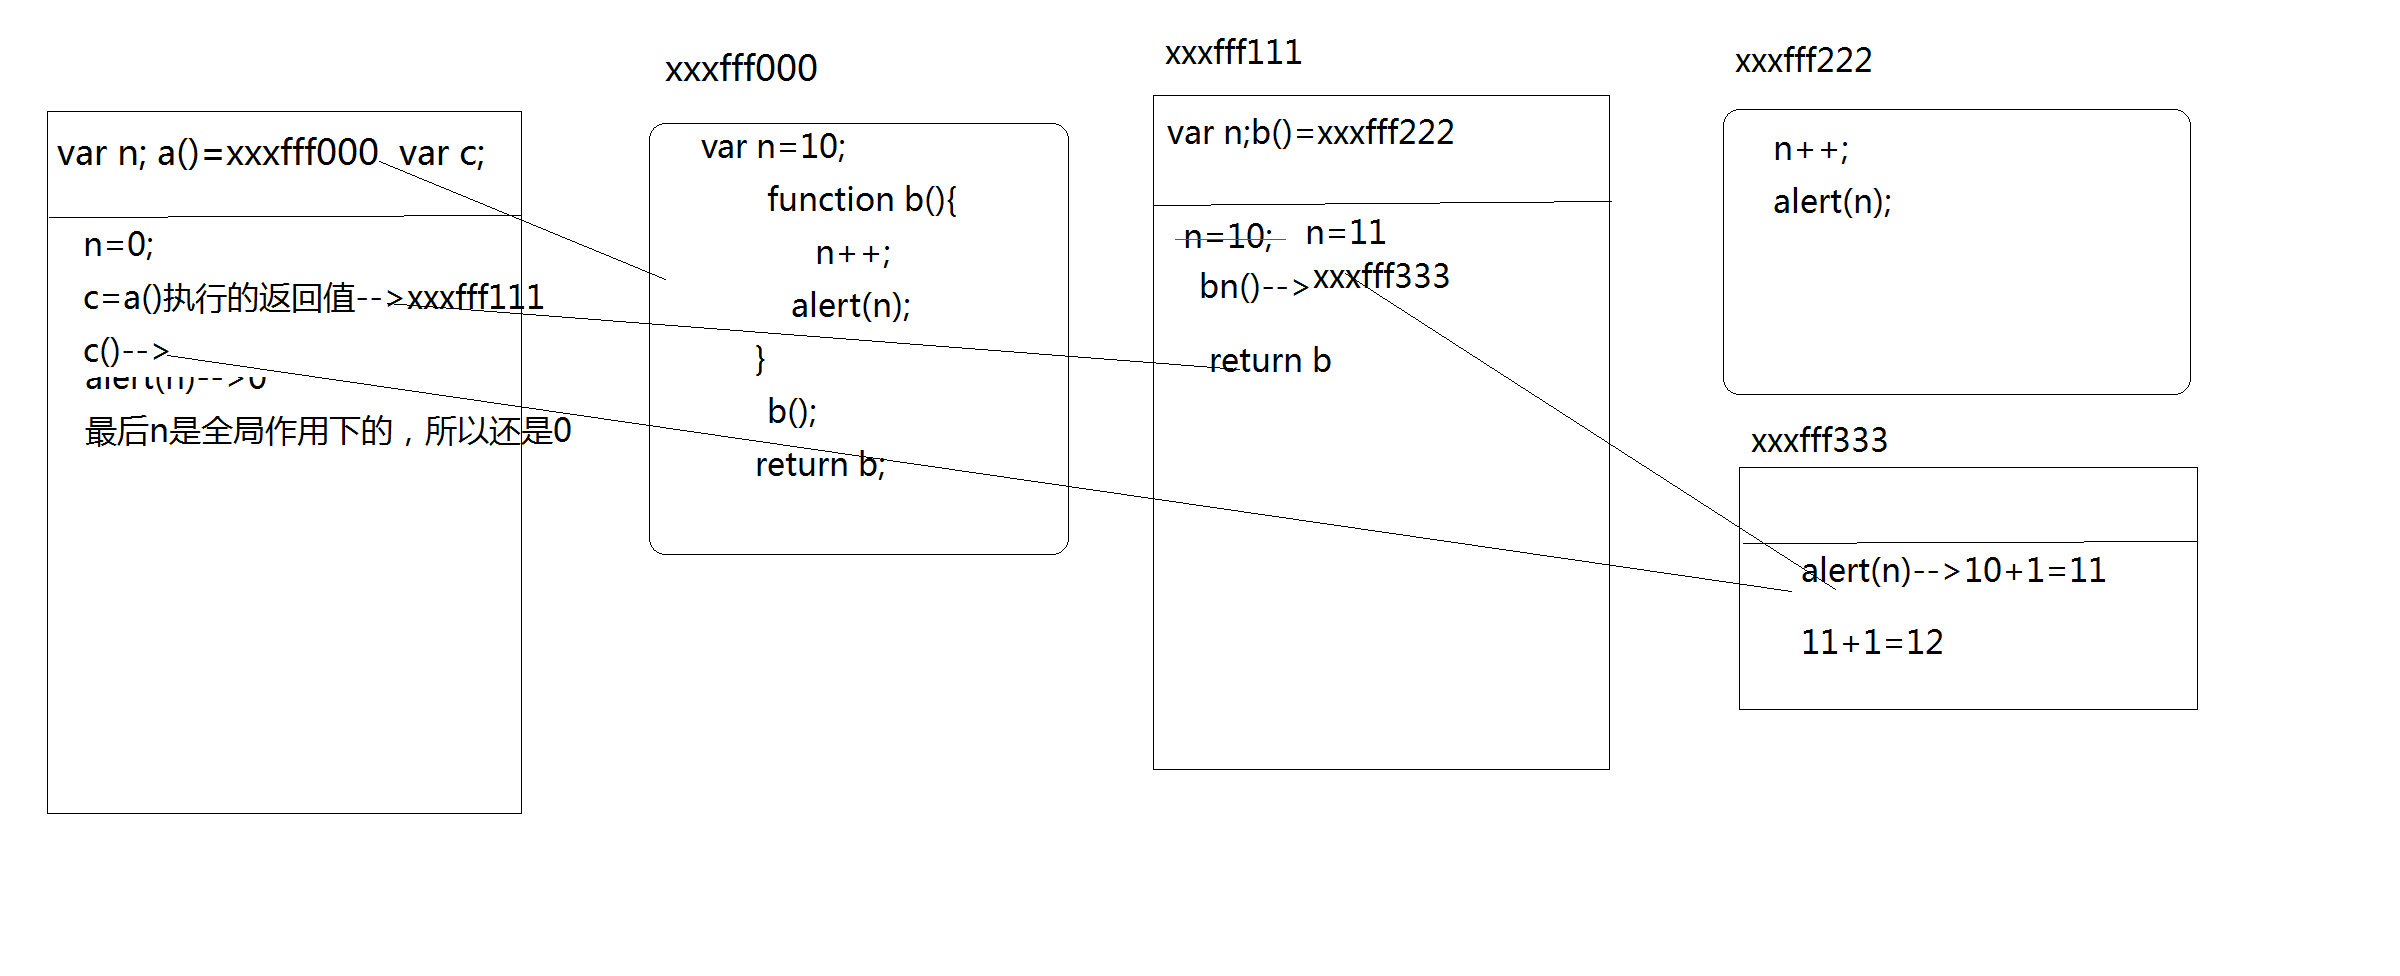 xxxfff000
xxxfff111
xxxfff222
var n; a()=xxxfff000 var c;
n=0;
c=a()执行的返回值-->xxxfff111
c()-->
alert(n)-->0
最后n是全局作用下的，所以还是0
var n=10;
function b(){
n++;
alert(n);
}
b();
return b;
var n;b()=xxxfff222
n=10; n=11
bn()-->xxxfff333
return b
n++;
alert(n);
xxxfff333
alert(n)-->10+1=11
11+1=12